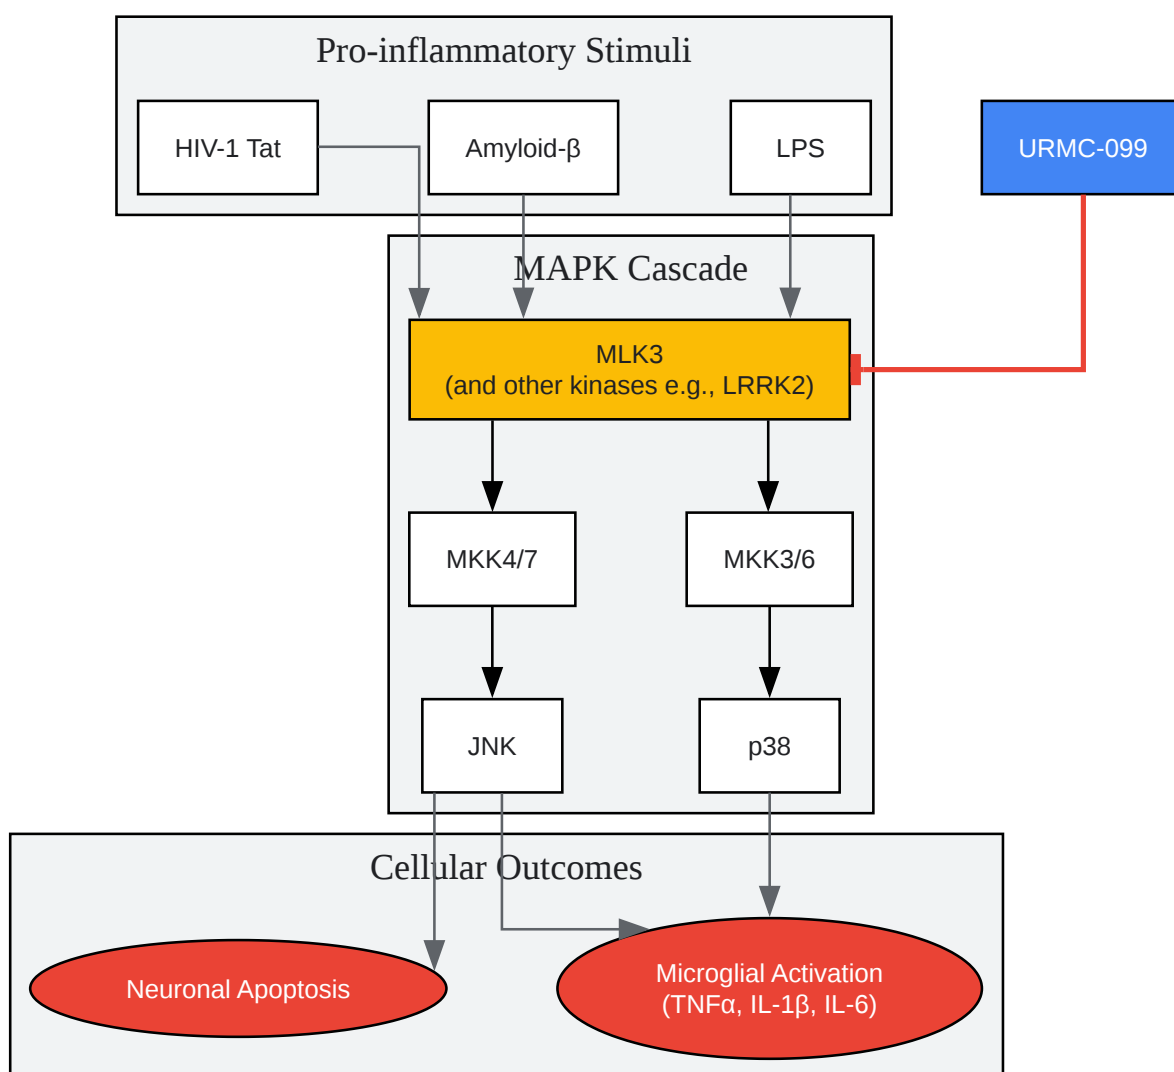 Pro-inflammatory Stimuli
HIV-1 Tat
Amyloid-β
LPS
URMC-099
MAPK Cascade
MLK3
(and other kinases e.g., LRRK2)
MKK4/7
MKK3/6
JNK
p38
Cellular Outcomes
Neuronal Apoptosis
Microglial Activation
(TNFα, IL-1β, IL-6)